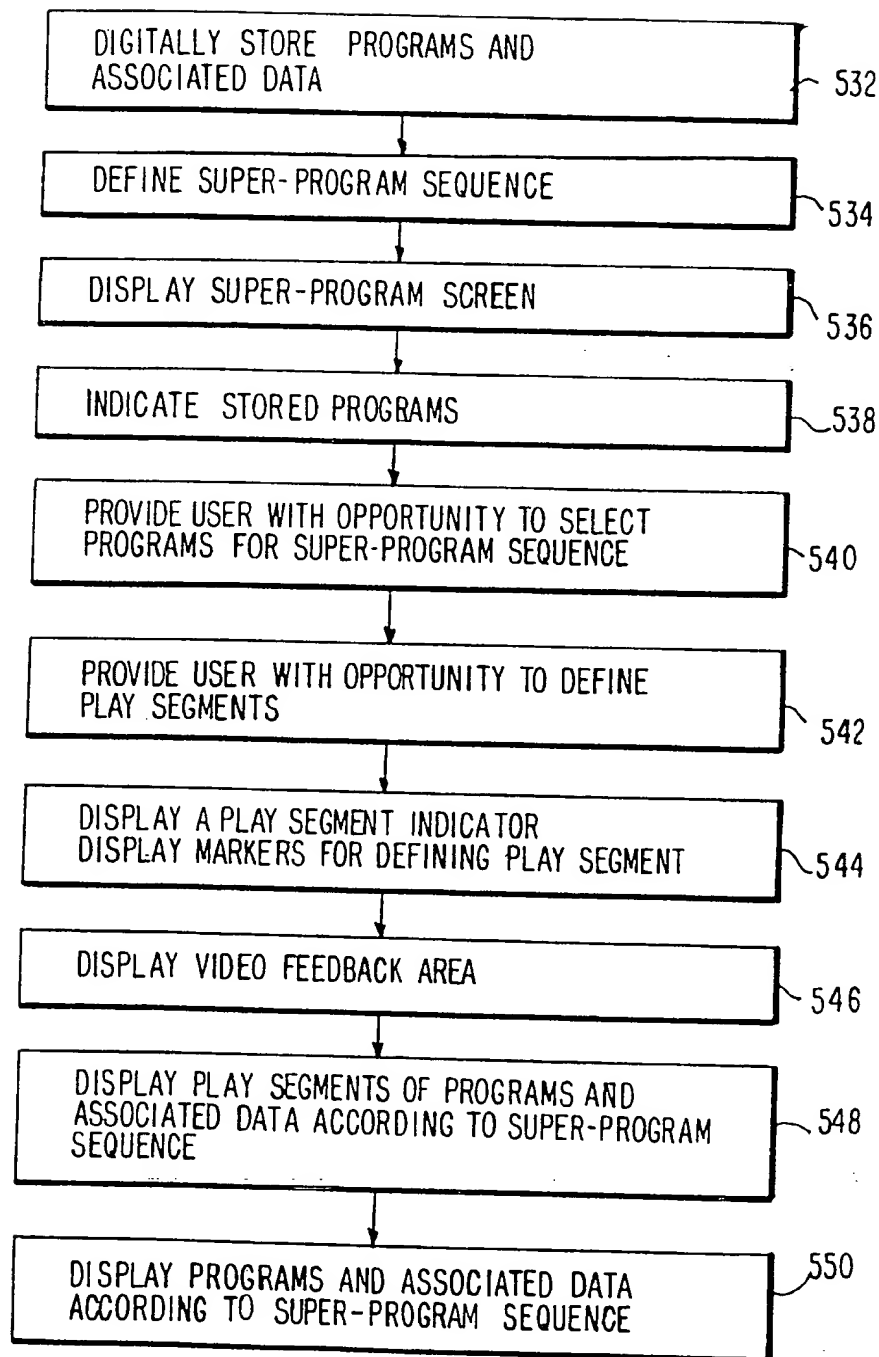 DIGITALLY STORE PROGRAMS AND
ASSOCIATED DATA
532
DEFINE SUPER-PROGRAM SEQUENCE
534
DISPLAY SUPER-PROGRAM SCREEN
536
INDICATE STORED PROGRAMS
538
PROVIDE USER WITH OPPORTUNITY TO SELECT
PROGRAMS FOR SUPER-PROGRAM SEQUENCE
540
PROVIDE USER WITH OPPORTUNITY TO DEFINE
PLAY SEGMENTS
542
DISPLAY A PLAY SEGMENT INDICATOR
DISPLAY MARKERS FOR DEFINING PLAY SEGMENT
544
DISPLAY VIDEO FEEDBACK AREA
546
DISPLAY PLAY SEGMENTS OF PROGRAMS AND
ASSOCIATED DATA ACCORDING TO SUPER-PROGRAM
SEQUENCE
548
DISPLAY PROGRAMS AND ASSOCIATED DATA
ACCORDING TO SUPER-PROGRAM SEQUENCE
550